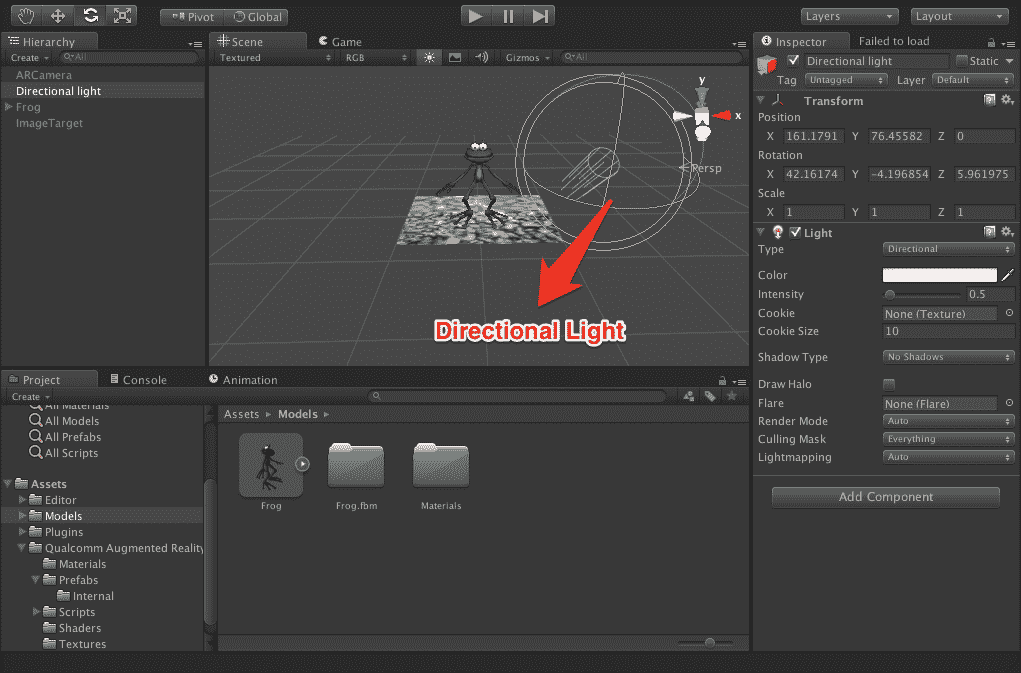 Pivot Global Layers Layout
Hierarchy
Create All
ARCamera
Directional light
Frog
ImageTarget
Scene Game
Textured RGB Gizmos All
y
x
Persp
Directional Light
Inspector Failed to load
Directional light Static
Tag Untagged Layer Default
Transform
Position
X 161.1791 Y 76.45582 Z 0
Rotation
X 42.16174 Y -4.196854 Z 5.961975
Scale
X 1 Y 1 Z 1
Light
Type Directional
Color
Intensity 0.5
Cookie None (Texture)
Cookie Size 10
Shadow Type No Shadows
Draw Halo
Flare None (Flare)
Render Mode Auto
Culling Mask Everything
Lightmapping Auto
Add Component
Project Console Animation
Create
All Materials
All Models
All Prefabs
All Scripts
Assets
Editor
Models
Plugins
Qualcomm Augmented Reality
Materials
Prefabs
Internal
Scripts
Shaders
Textures
Assets Models
Frog Frog.fbm Materials